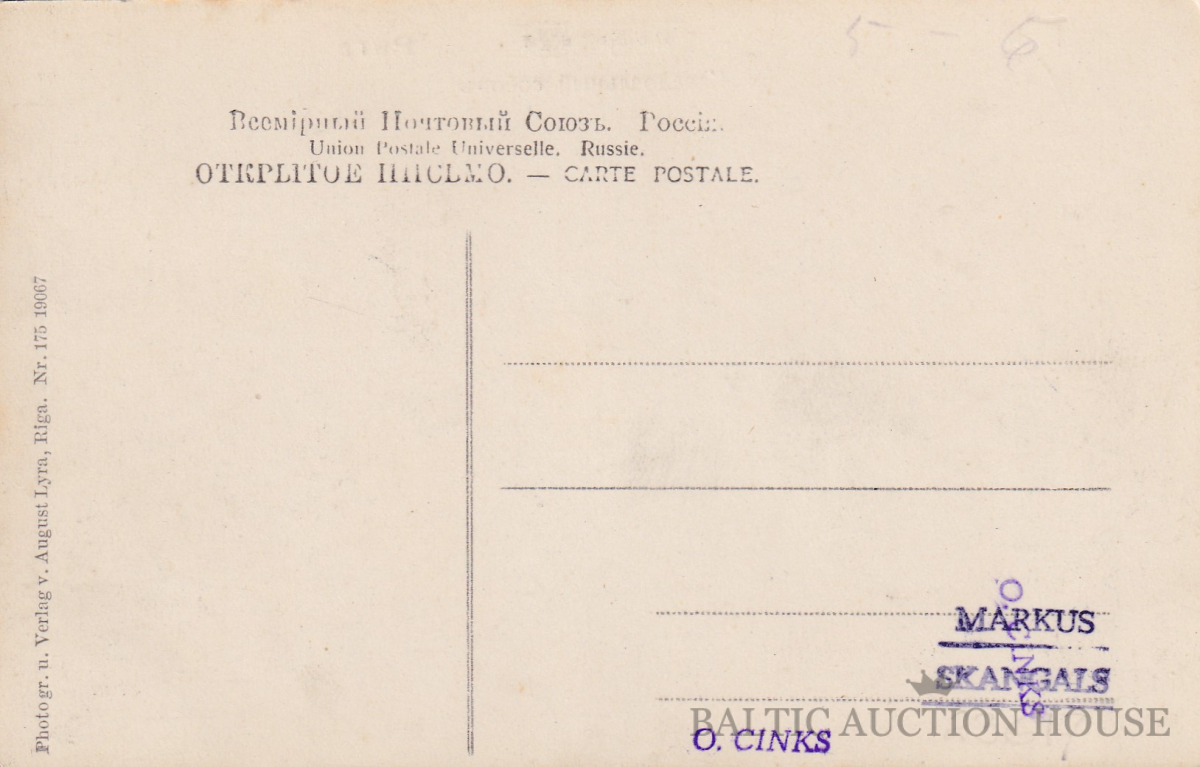 5 - 6
Всемірный Почтовый Союзъ. Россія.
Union Postale Universelle. Russie.
ОТКРЫТОЕ ПИСЬМО. — CARTE POSTALE.
Photogr. u. Verlag v. August Lyra, Riga. Nr. 175 19067
MARKUS
SKANGALS
O. CINKS
BALTIC AUCTION HOUSE
O. CINKS